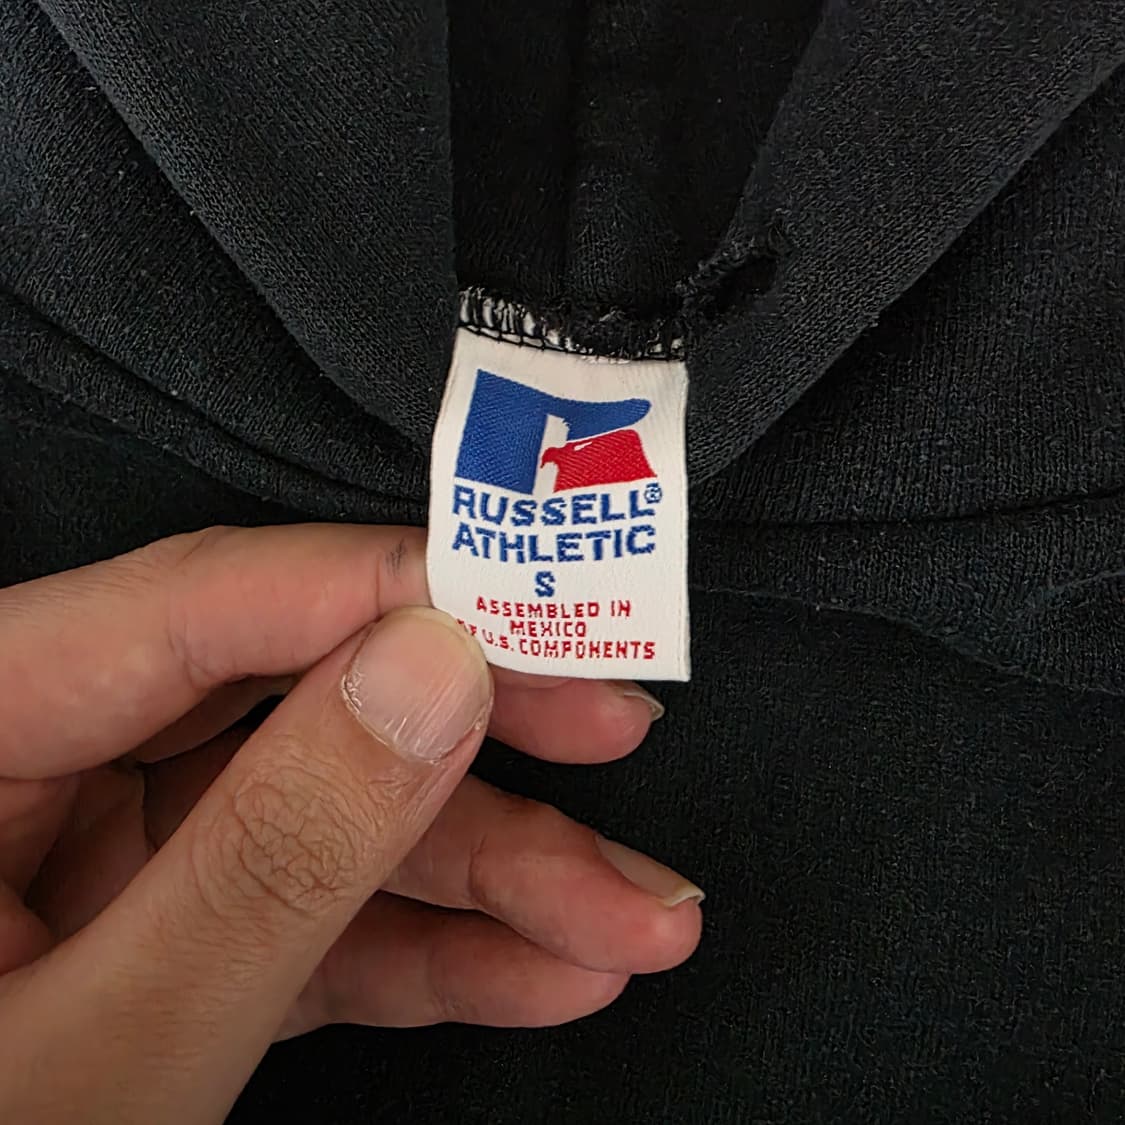 RUSSELL®
ATHLETIC
S
ASSEMBLED IN
MEXICO
U.S. COMPONENTS